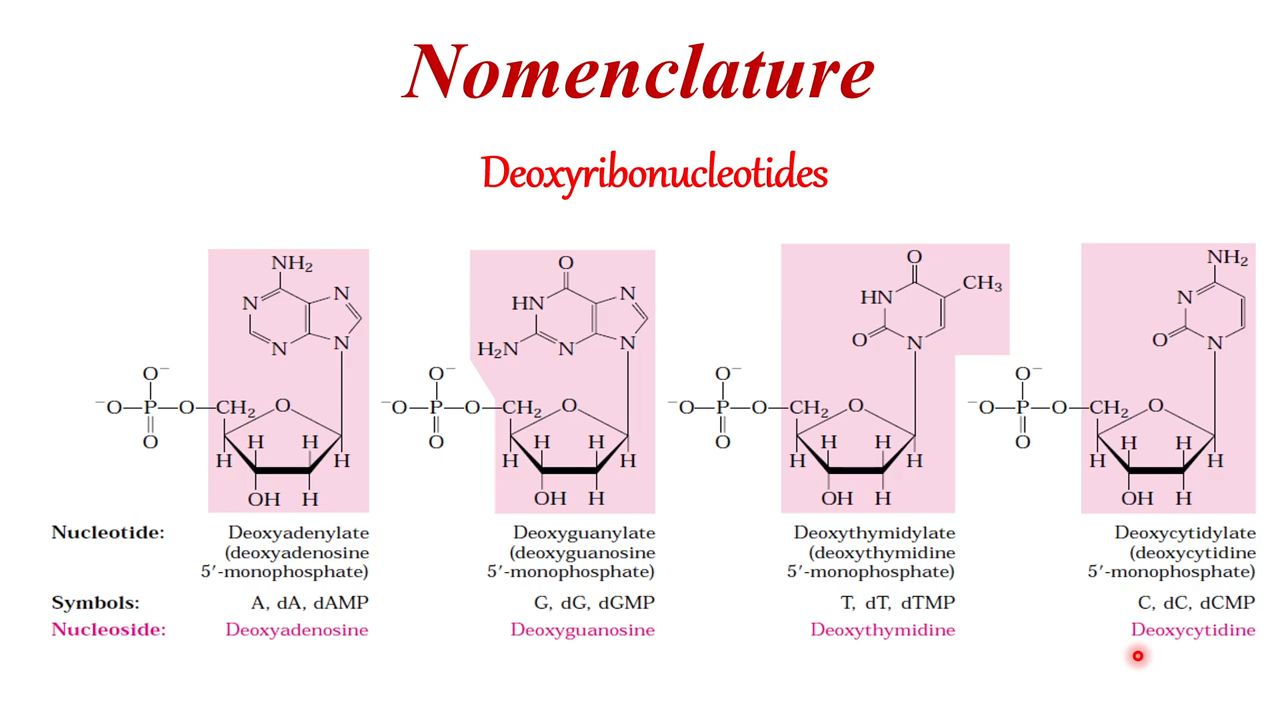 Nomenclature
Deoxyribonucleotides
NH₂ O O CH₃ NH₂
N N HN N HN N
N N H₂N N N O N O N
O⁻ O⁻ O⁻ O⁻
⁻O—P—O—CH₂ O ⁻O—P—O—CH₂ O ⁻O—P—O—CH₂ O ⁻O—P—O—CH₂ O
O H H O H H O H H O H H
H H H H H H H H
OH H OH H OH H OH H
Nucleotide: Deoxyadenylate Deoxyguanylate Deoxythymidylate Deoxycytidylate
(deoxyadenosine (deoxyguanosine (deoxythymidine (deoxycytidine
5′-monophosphate) 5′-monophosphate) 5′-monophosphate) 5′-monophosphate)
Symbols: A, dA, dAMP G, dG, dGMP T, dT, dTMP C, dC, dCMP
Nucleoside: Deoxyadenosine Deoxyguanosine Deoxythymidine Deoxycytidine